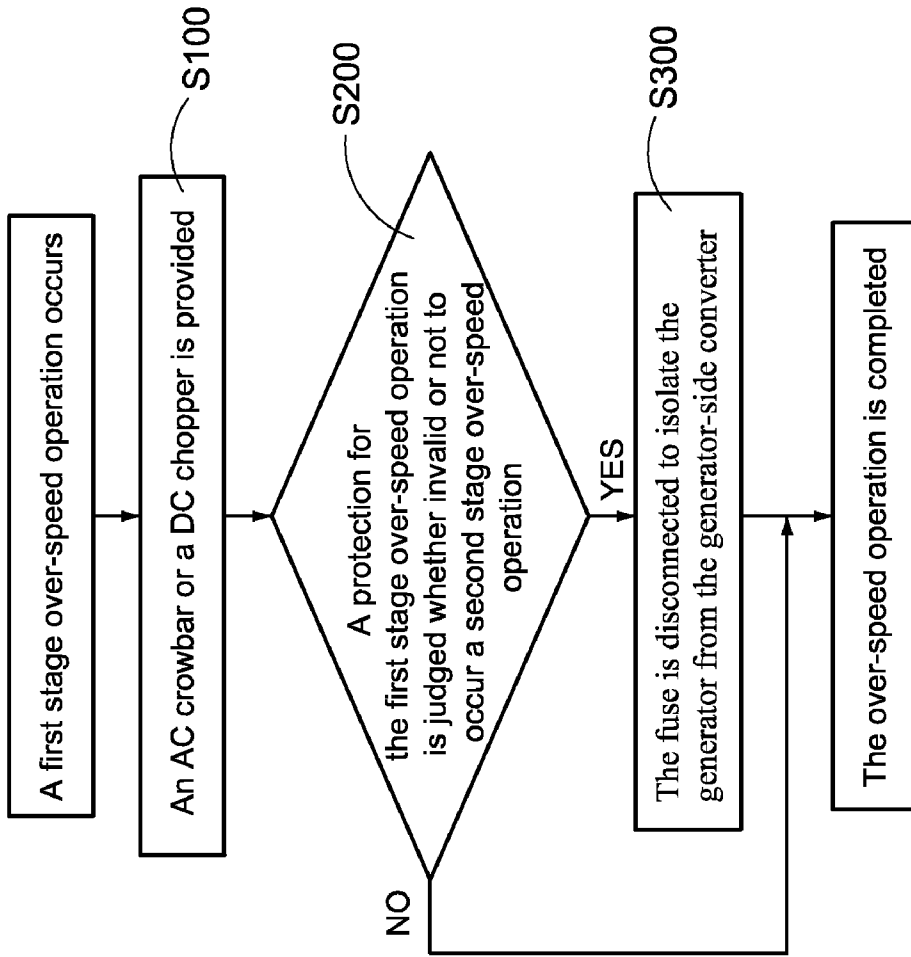 A first stage over-speed operation occurs
S100
An AC crowbar or a DC chopper is provided
S200
A protection for
the first stage over-speed operation
is judged whether invalid or not to
occur a second stage over-speed
operation
NO
YES
S300
The fuse is disconnected to isolate the
generator from the generator-side converter
The over-speed operation is completed